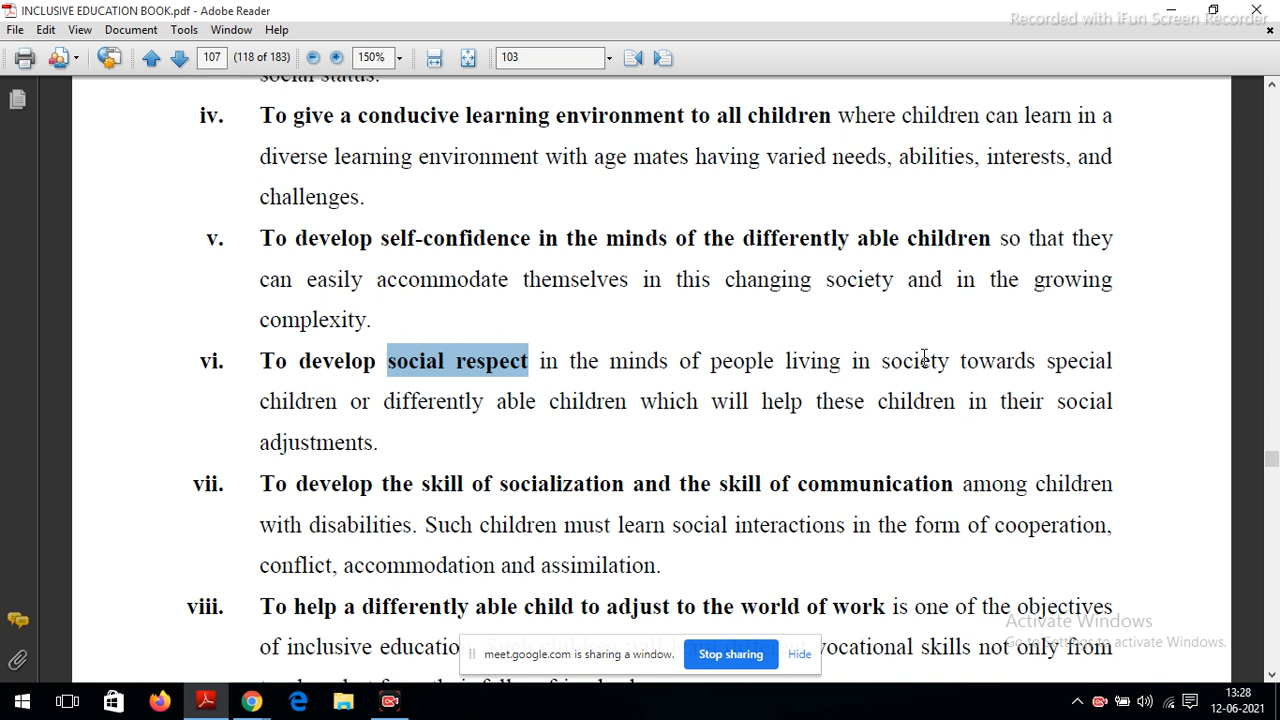 INCLUSIVE EDUCATION BOOK.pdf - Adobe Reader
Recorded with iFun Screen Recorder
File Edit View Document Tools Window Help
107 (118 of 183) 150% 103
social status.
iv. To give a conducive learning environment to all children where children can learn in a
diverse learning environment with age mates having varied needs, abilities, interests, and
challenges.
v. To develop self-confidence in the minds of the differently able children so that they
can easily accommodate themselves in this changing society and in the growing
complexity.
vi. To develop social respect in the minds of people living in society towards special
children or differently able children which will help these children in their social
adjustments.
vii. To develop the skill of socialization and the skill of communication among children
with disabilities. Such children must learn social interactions in the form of cooperation,
conflict, accommodation and assimilation.
viii. To help a differently able child to adjust to the world of work is one of the objectives
Activate Windows
Go to Settings to activate Windows.
of inclusive education vocational skills not only from
meet.google.com is sharing a window. Stop sharing Hide
13:28
12-06-2021